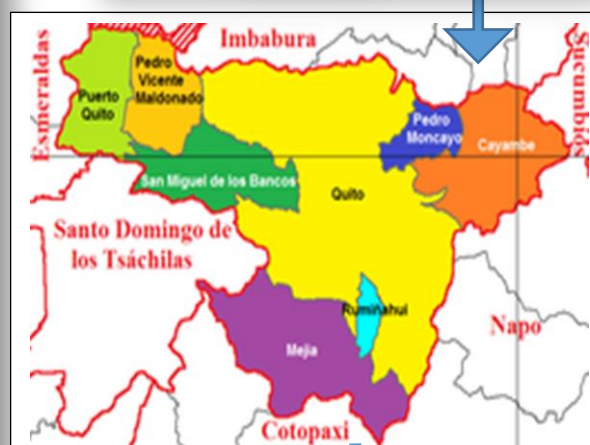 Imbabura
Esmeraldas
Sucumbíos
Pedro
Vicente
Maldonado
Puerto
Quito
Pedro
Moncayo
Cayambe
San Miguel de los Bancos
Quito
Santo Domingo de
los Tsáchilas
Rumiñahui
Napo
Mejia
Cotopaxi